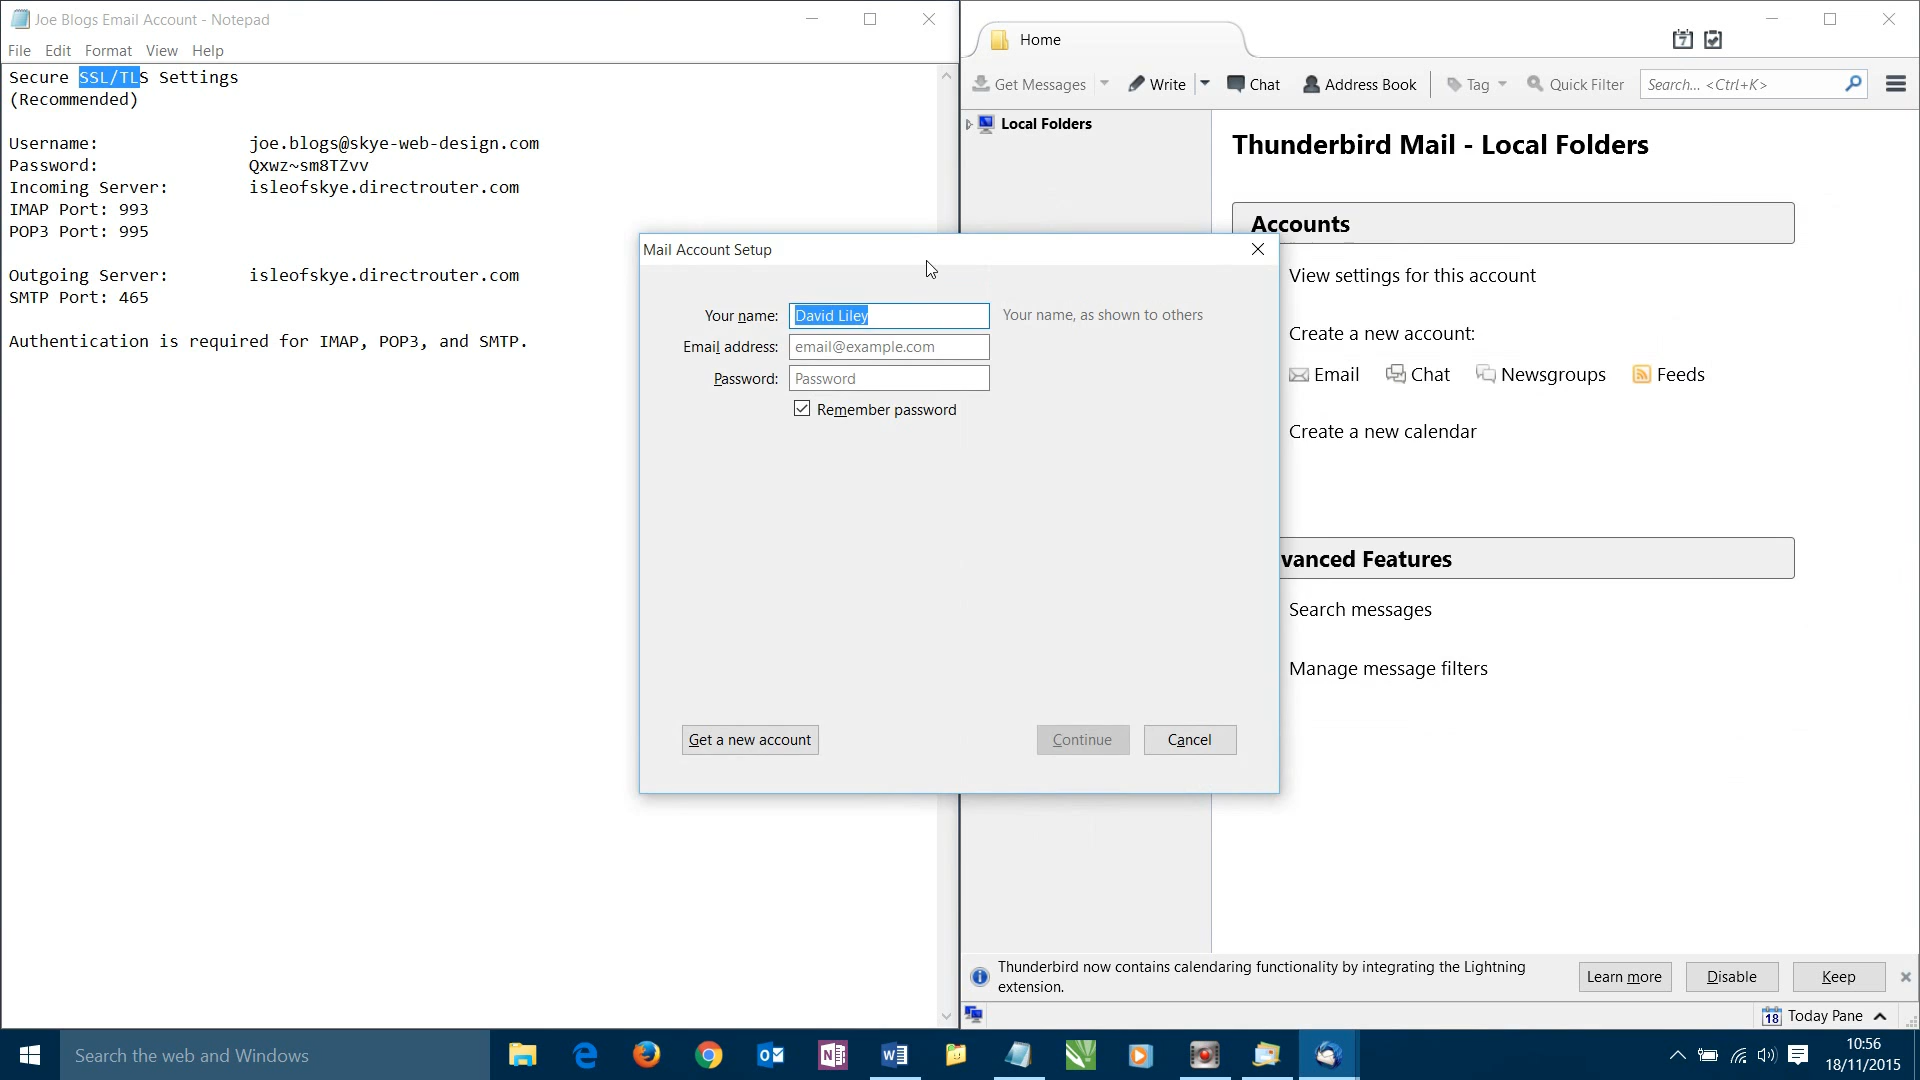 Joe Blogs Email Account - Notepad
File Edit Format View Help
Secure SSL/TLS Settings
(Recommended)
Username: joe.blogs@skye-web-design.com
Password: Qxwz~sm8TZvv
Incoming Server: isleofskye.directrouter.com
IMAP Port: 993
POP3 Port: 995
Outgoing Server: isleofskye.directrouter.com
SMTP Port: 465
Authentication is required for IMAP, POP3, and SMTP.
Home
7
Get Messages Write Chat Address Book Tag Quick Filter Search... <Ctrl+K>
Local Folders
Thunderbird Mail - Local Folders
Accounts
View settings for this account
Create a new account:
Email Chat Newsgroups Feeds
Create a new calendar
vanced Features
Search messages
Manage message filters
Mail Account Setup
Your name: David Liley Your name, as shown to others
Email address: email@example.com
Password: Password
Remember password
Get a new account Continue Cancel
Thunderbird now contains calendaring functionality by integrating the Lightning
extension.
Learn more Disable Keep
18 Today Pane
Search the web and Windows
10:56
18/11/2015